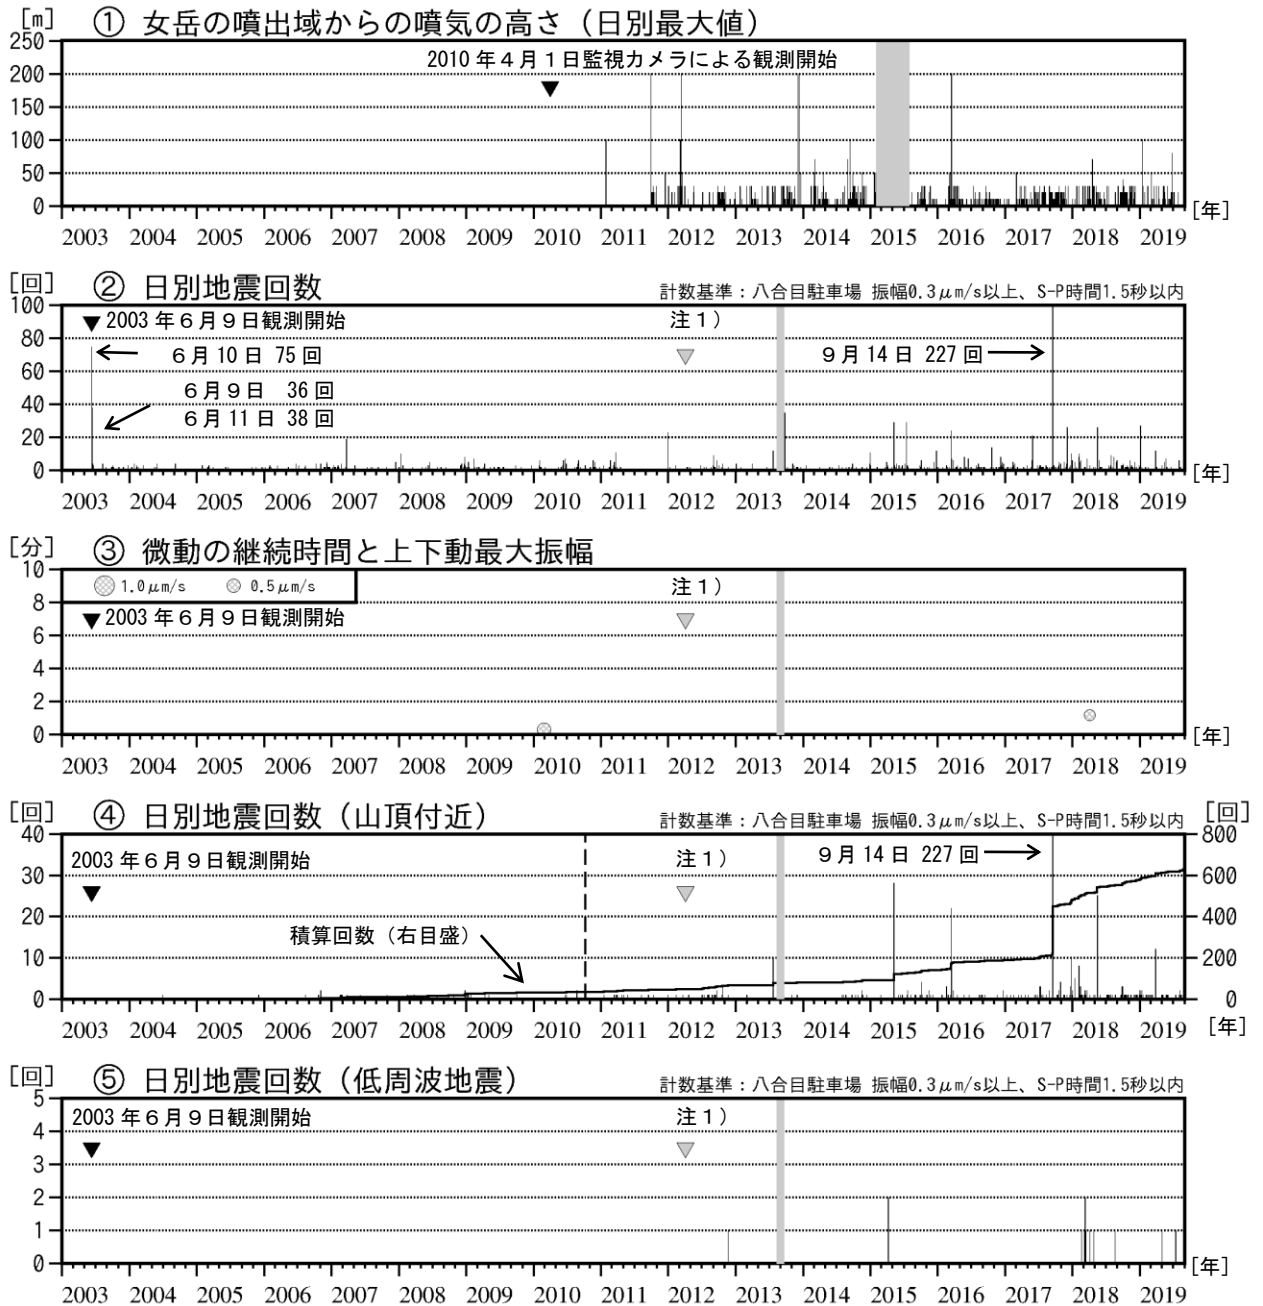 [m] ① 女岳の噴出域からの噴気の高さ（日別最大値）
250
2010年4月1日監視カメラによる観測開始
200
150
100
50
0
[年]
2003 2004 2005 2006 2007 2008 2009 2010 2011 2012 2013 2014 2015 2016 2017 2018 2019
[回] ② 日別地震回数
計数基準：八合目駐車場 振幅0.3μm/s以上、S-P時間1.5秒以内
100
2003年６月９日観測開始 注１）
80
６月10日 75回 ９月14日 227回
60
６月９日 36回
40
６月11日 38回
20
0
[年]
2003 2004 2005 2006 2007 2008 2009 2010 2011 2012 2013 2014 2015 2016 2017 2018 2019
[分] ③ 微動の継続時間と上下動最大振幅
10
1.0μm/s 0.5μm/s 注１）
8
2003年６月９日観測開始
6
4
2
0
[年]
2003 2004 2005 2006 2007 2008 2009 2010 2011 2012 2013 2014 2015 2016 2017 2018 2019
[回] ④ 日別地震回数（山頂付近） [回]
計数基準：八合目駐車場 振幅0.3μm/s以上、S-P時間1.5秒以内
40 800
2003年６月９日観測開始 注１） ９月14日 227回
30 600
20 400
積算回数（右目盛）
10 200
0 0
[年]
2003 2004 2005 2006 2007 2008 2009 2010 2011 2012 2013 2014 2015 2016 2017 2018 2019
[回] ⑤ 日別地震回数（低周波地震）
計数基準：八合目駐車場 振幅0.3μm/s以上、S-P時間1.5秒以内
5
2003年６月９日観測開始 注１）
4
3
2
1
0
[年]
2003 2004 2005 2006 2007 2008 2009 2010 2011 2012 2013 2014 2015 2016 2017 2018 2019